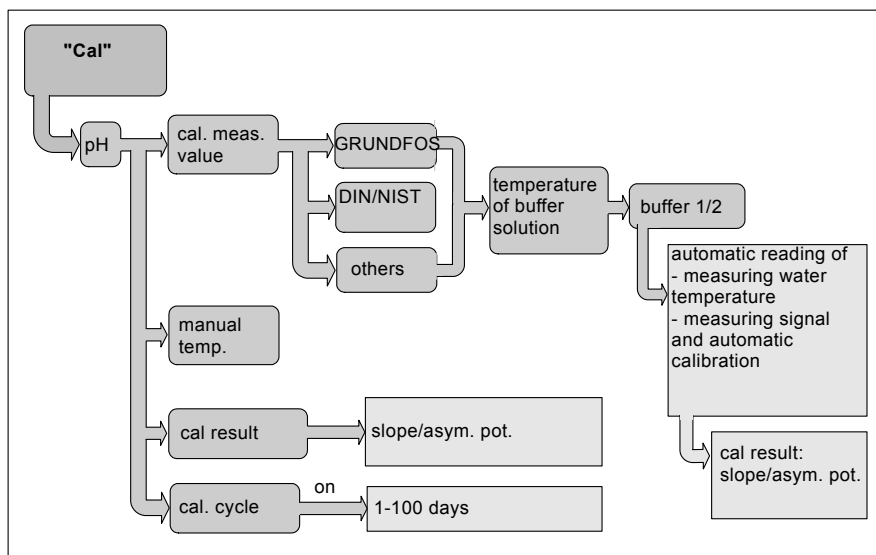 "Cal"
pH
cal. meas.
value
GRUNDFOS
DIN/NIST
others
temperature
of buffer
solution
buffer 1/2
automatic reading of
- measuring water
temperature
- measuring signal
and automatic
calibration
cal result:
slope/asym. pot.
manual
temp.
cal result
slope/asym. pot.
cal. cycle
on
1-100 days